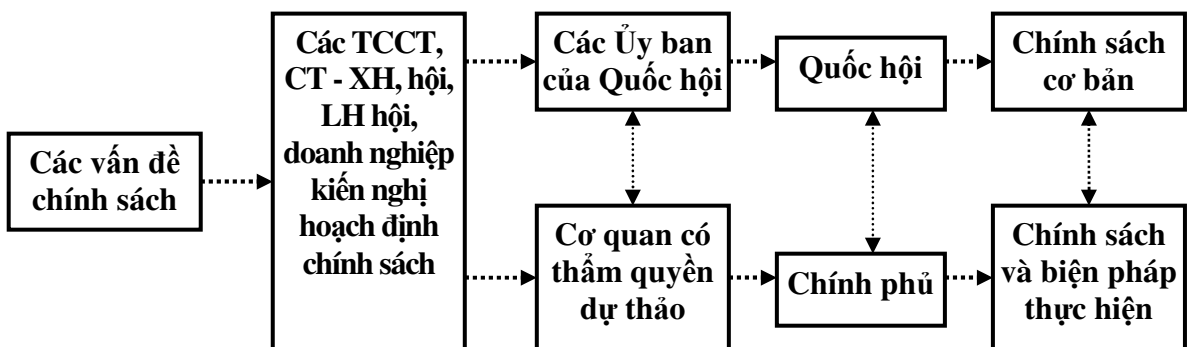 Các vấn đề
chính sách
Các TCCT,
CT - XH, hội,
LH hội,
doanh nghiệp
kiến nghị
hoạch định
chính sách
Các Ủy ban
của Quốc hội
Quốc hội
Chính sách
cơ bản
Cơ quan có
thẩm quyền
dự thảo
Chính phủ
Chính sách
và biện pháp
thực hiện